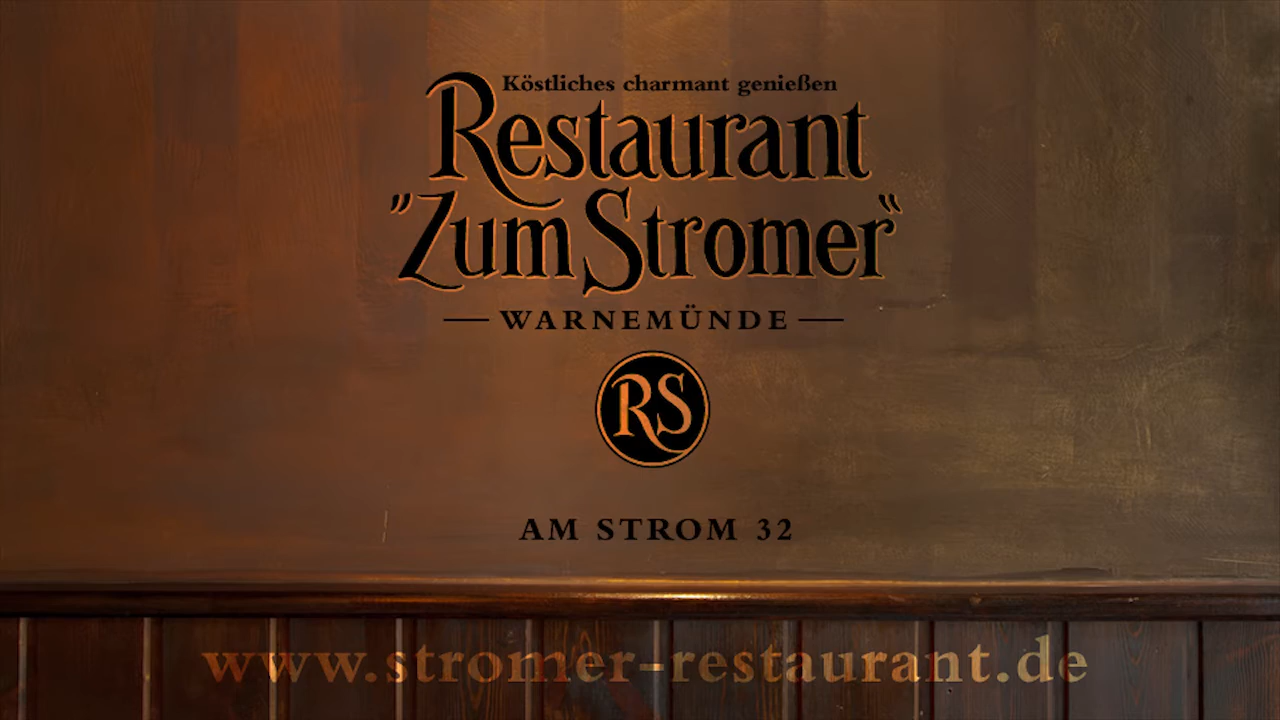 Köstliches charmant genießen
Restaurant
"Zum Stromer"
WARNEMÜNDE
RS
AM STROM 32
www.stromer-restaurant.de